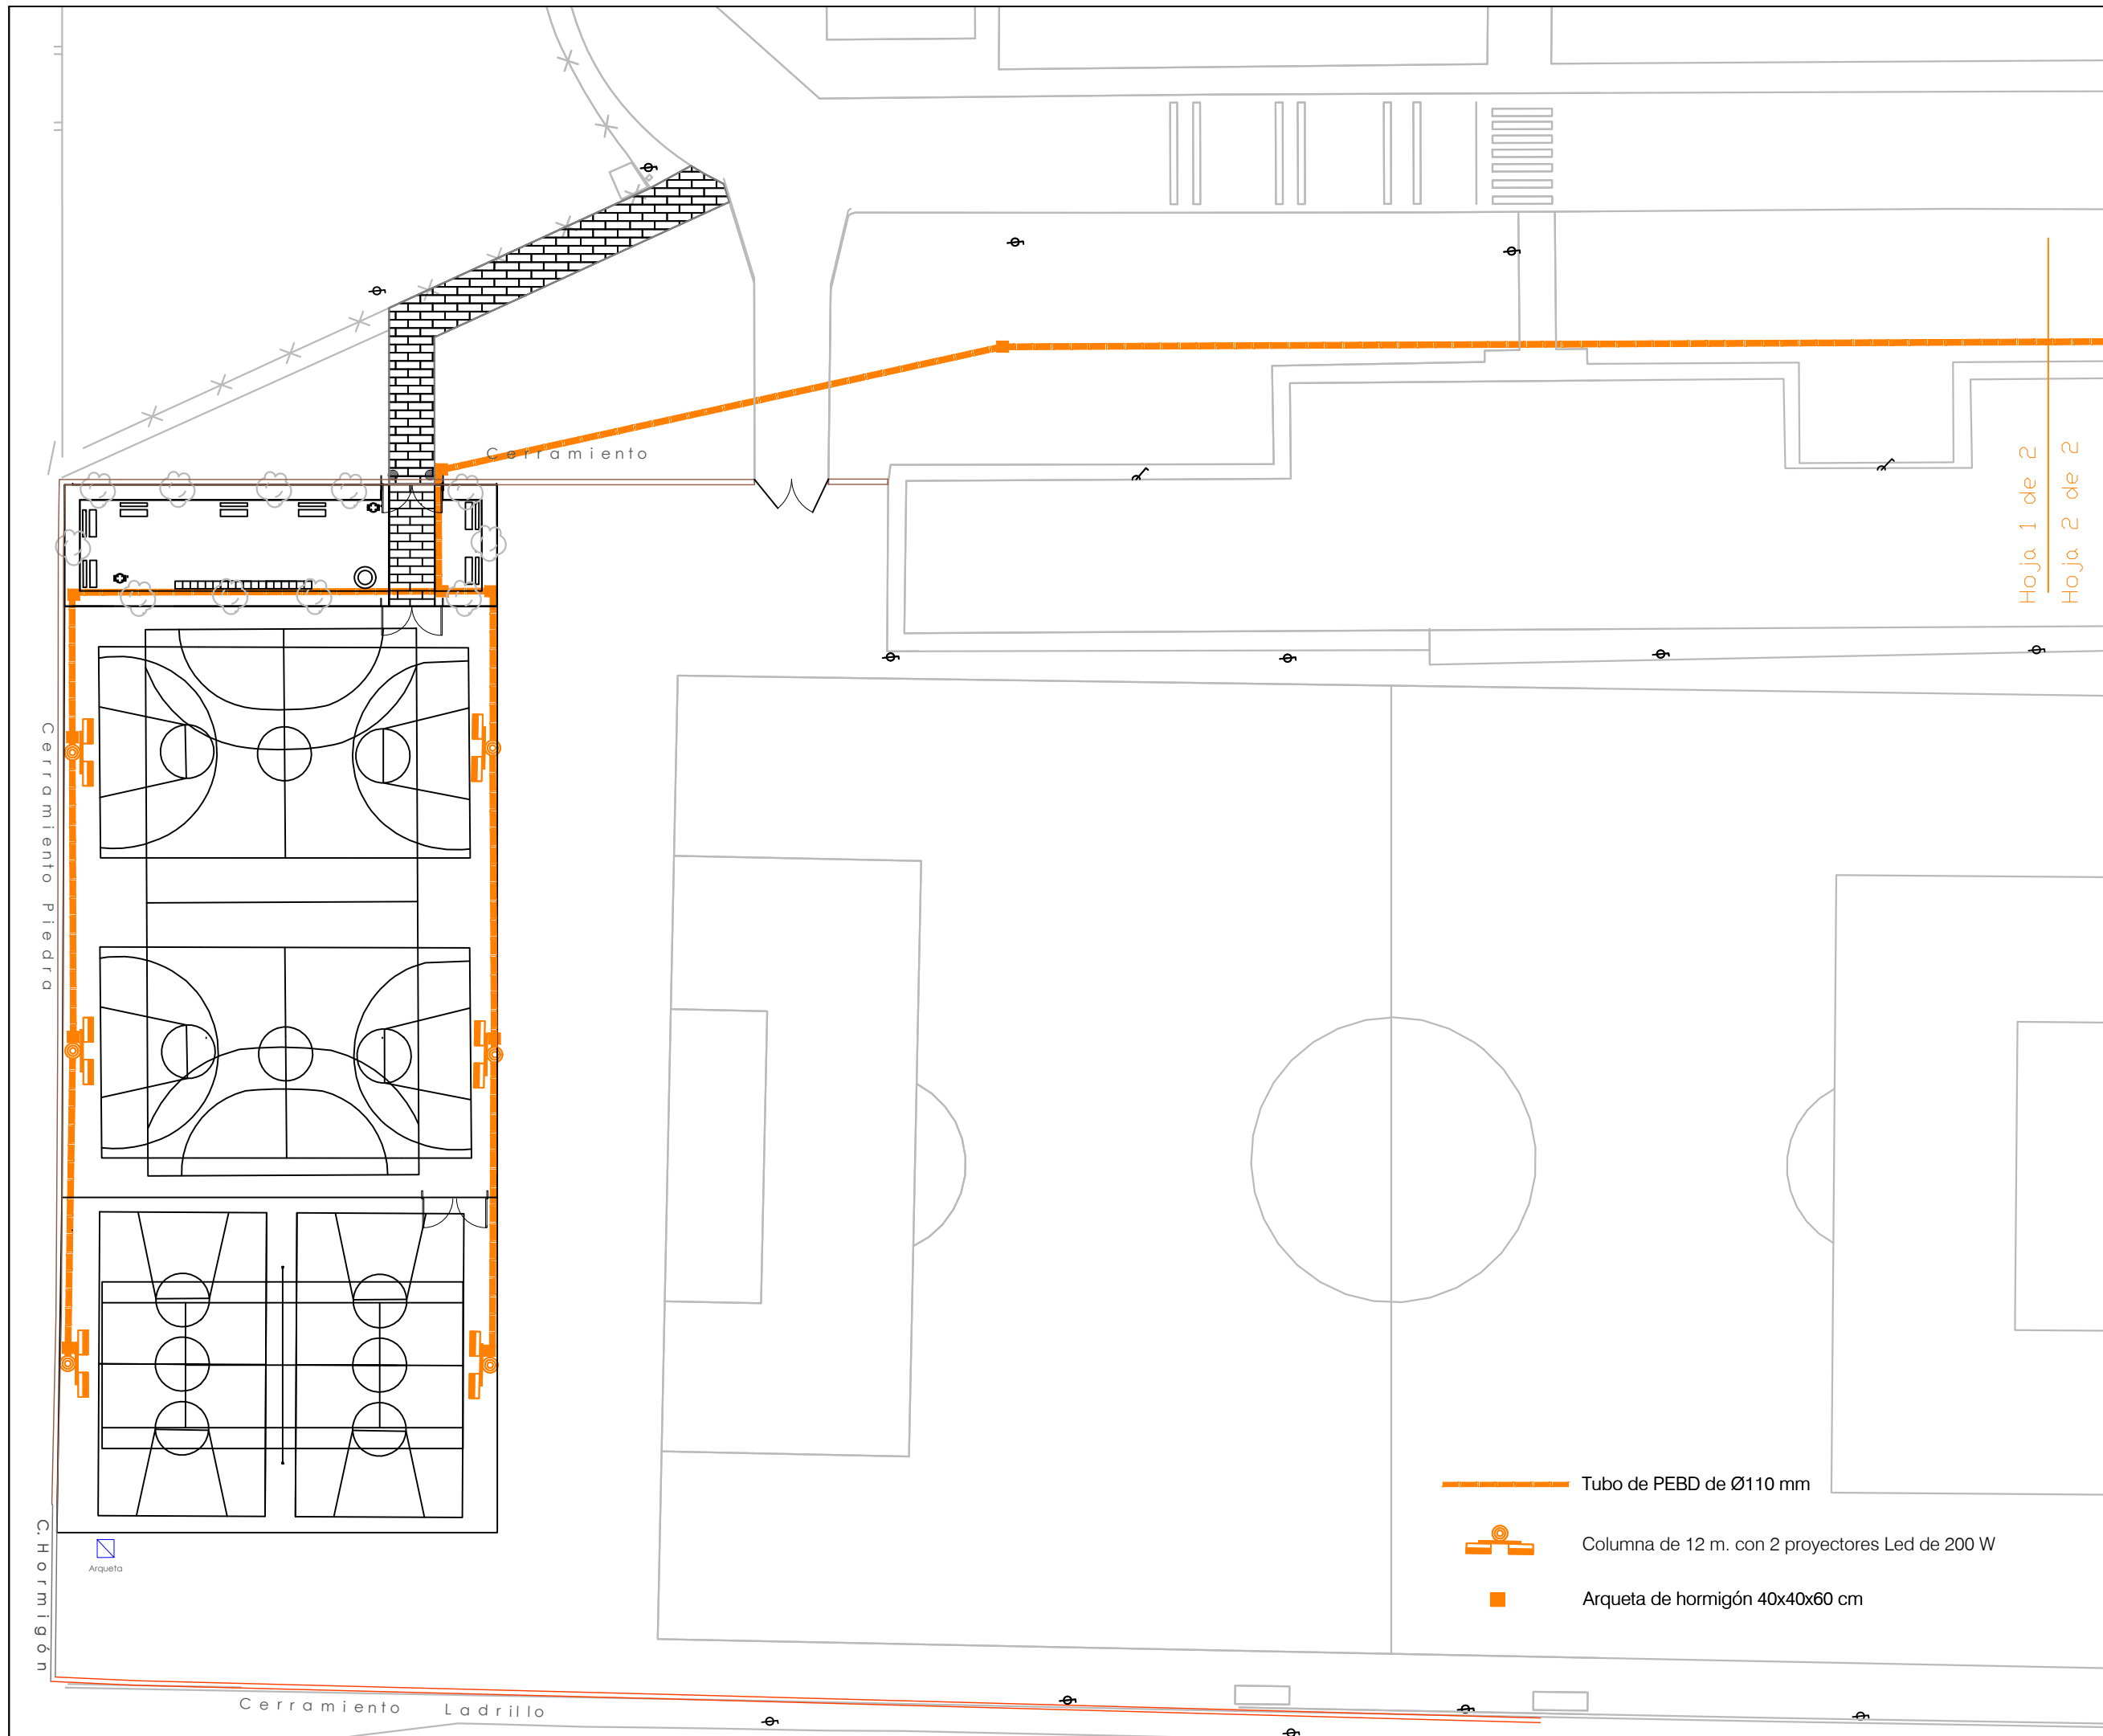 Cerramiento
Hoja 1 de 2
Hoja 2 de 2
Cerramiento Piedra
Tubo de PEBD de Ø110 mm
Columna de 12 m. con 2 proyectores Led de 200 W
Arqueta de hormigón 40x40x60 cm
Arqueta
C. Hormigón
Cerramiento Ladrillo